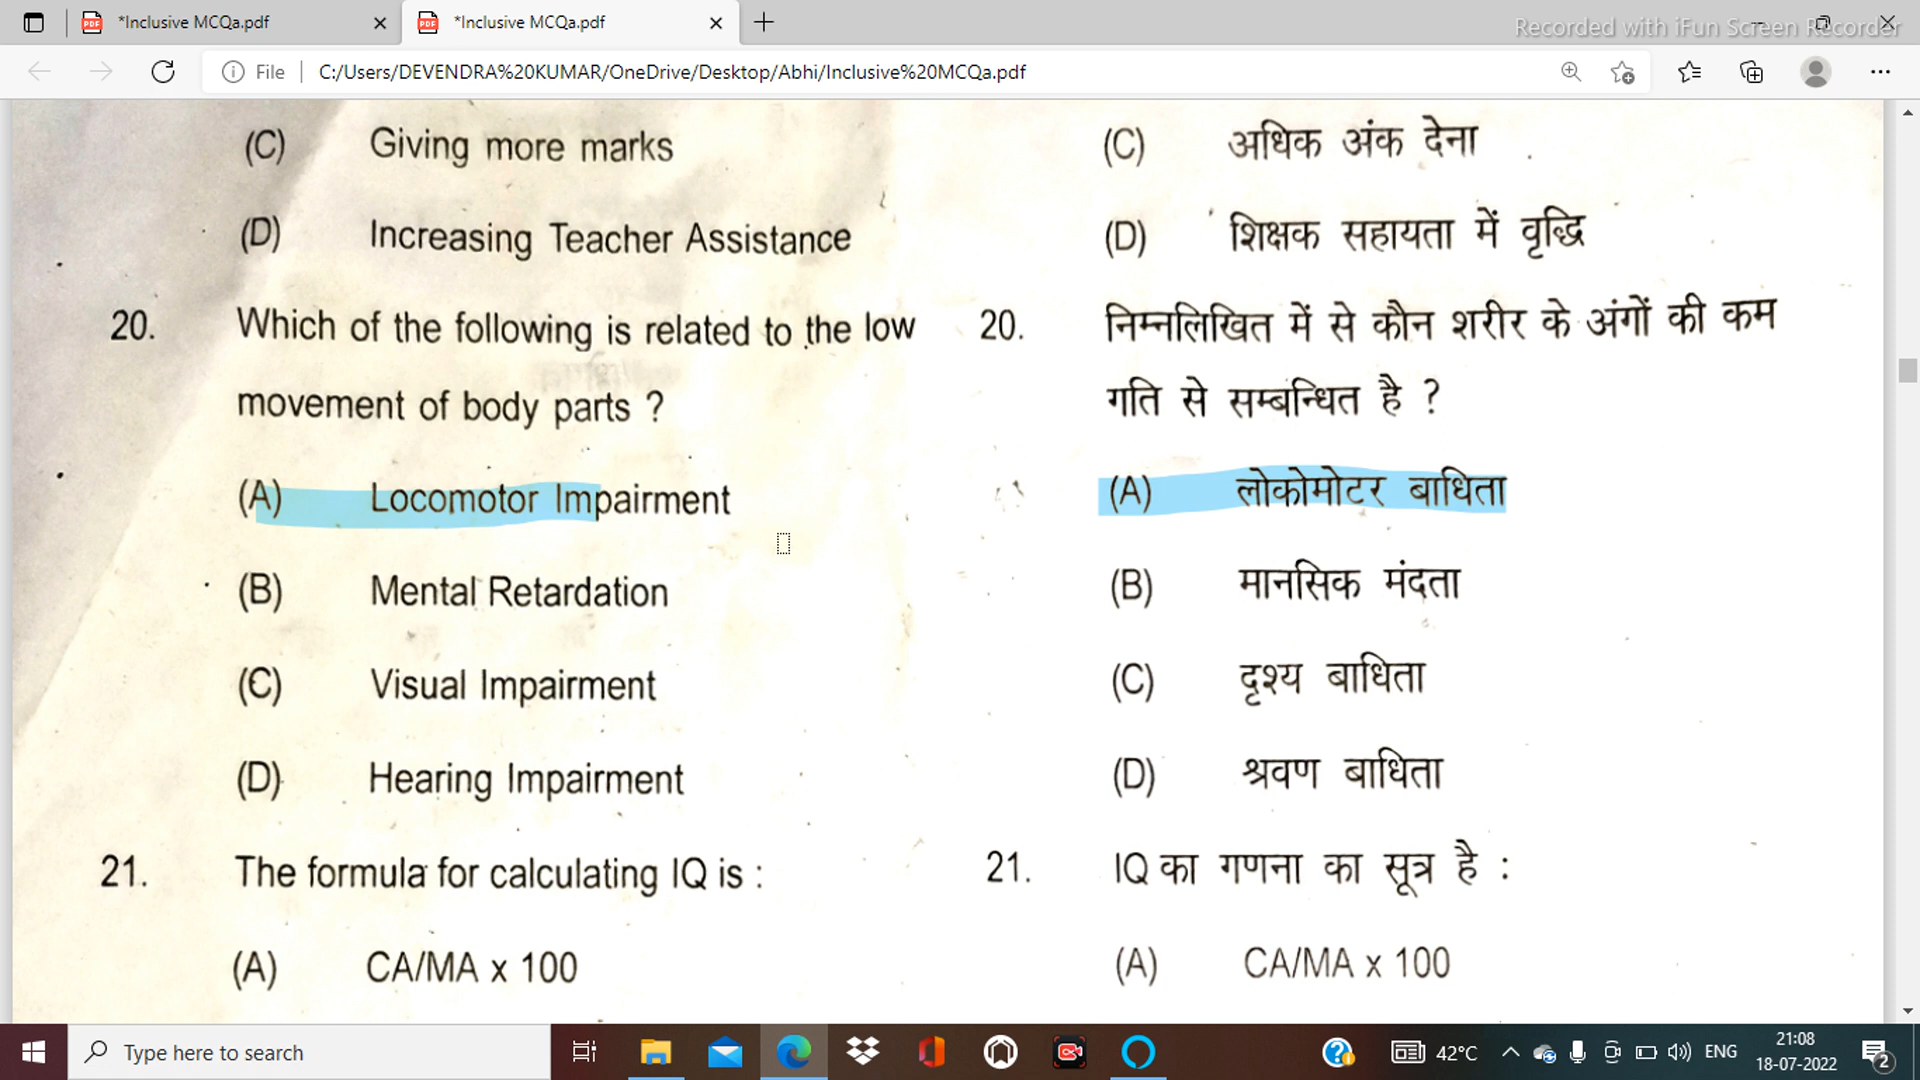 *Inclusive MCQa.pdf
*Inclusive MCQa.pdf
Recorded with iFun Screen Recorder
File
C:/Users/DEVENDRA%20KUMAR/OneDrive/Desktop/Abhi/Inclusive%20MCQa.pdf
(C) Giving more marks
(D) Increasing Teacher Assistance
20. Which of the following is related to the low
movement of body parts ?
(A) Locomotor Impairment
(B) Mental Retardation
(C) Visual Impairment
(D) Hearing Impairment
21. The formula for calculating IQ is :
(A) CA/MA x 100
(C) अधिक अंक देना
(D) शिक्षक सहायता में वृद्धि
20. निम्नलिखित में से कौन शरीर के अंगों की कम
गति से सम्बन्धित है ?
(A) लोकोमोटर बाधिता
(B) मानसिक मंदता
(C) दृश्य बाधिता
(D) श्रवण बाधिता
21. IQ का गणना का सूत्र है :
(A) CA/MA x 100
Type here to search
42°C
ENG
21:08
18-07-2022
2